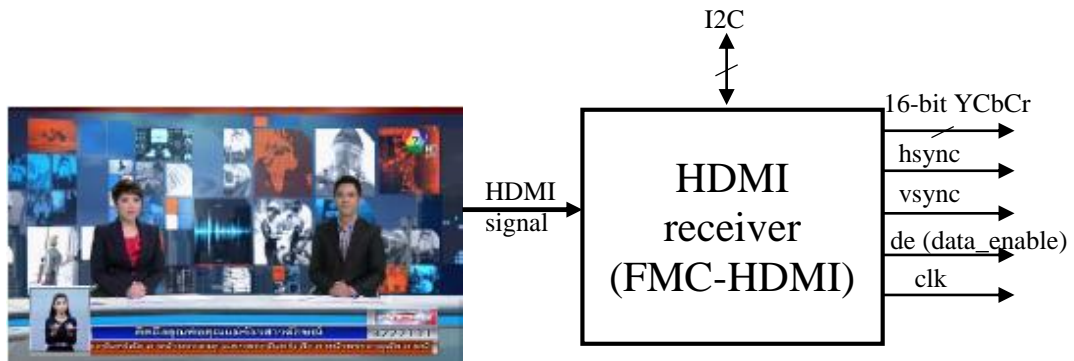 I2C
16-bit YCbCr
hsync
vsync
de (data_enable)
clk
HDMI
signal
HDMI
receiver
(FMC-HDMI)